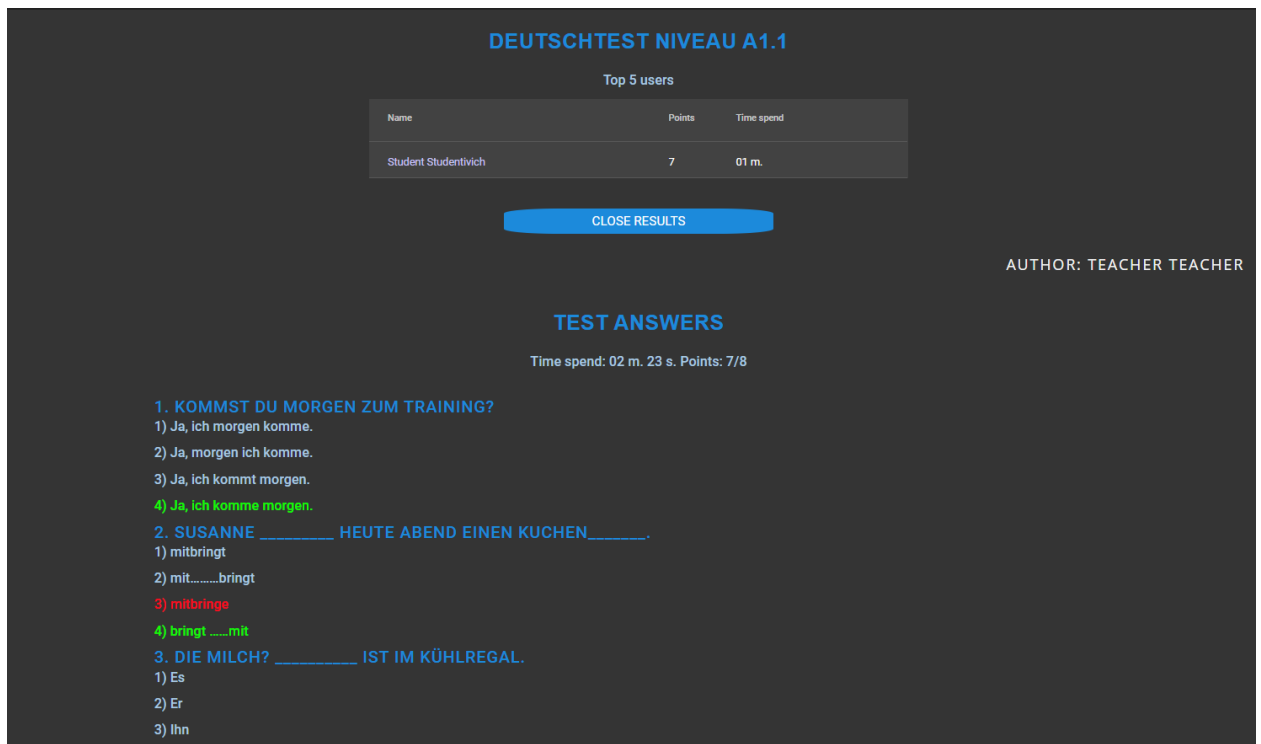 DEUTSCHTEST NIVEAU A1.1
Top 5 users
Name Points Time spend
Student Studentivich 7 01 m.
CLOSE RESULTS
AUTHOR: TEACHER TEACHER
TEST ANSWERS
Time spend: 02 m. 23 s. Points: 7/8
1. KOMMST DU MORGEN ZUM TRAINING?
1) Ja, ich morgen komme.
2) Ja, morgen ich komme.
3) Ja, ich kommt morgen.
4) Ja, ich komme morgen.
2. SUSANNE _________ HEUTE ABEND EINEN KUCHEN_______.
1) mitbringt
2) mit.........bringt
3) mitbringe
4) bringt ......mit
3. DIE MILCH? __________ IST IM KÜHLREGAL.
1) Es
2) Er
3) Ihn